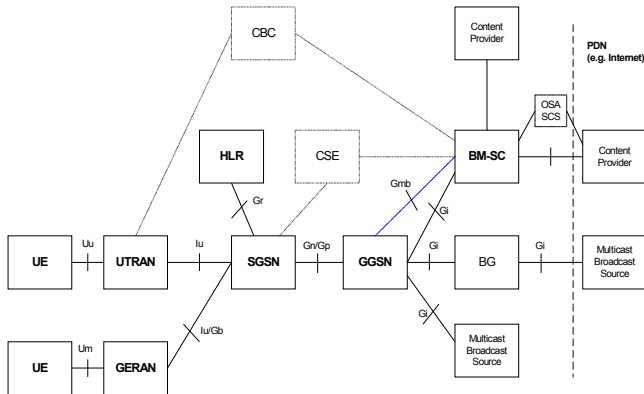 Content
Provider
PDN
(e.g. Internet)
CBC
OSA
SCS
HLR
CSE
BM-SC
Content
Provider
Gmb
Gr
Gi
Uu
Iu
Gn/Gp
Gi
Gi
UE
UTRAN
SGSN
GGSN
BG
Multicast
Broadcast
Source
Iu/Gb
Gi
Um
UE
GERAN
Multicast
Broadcast
Source